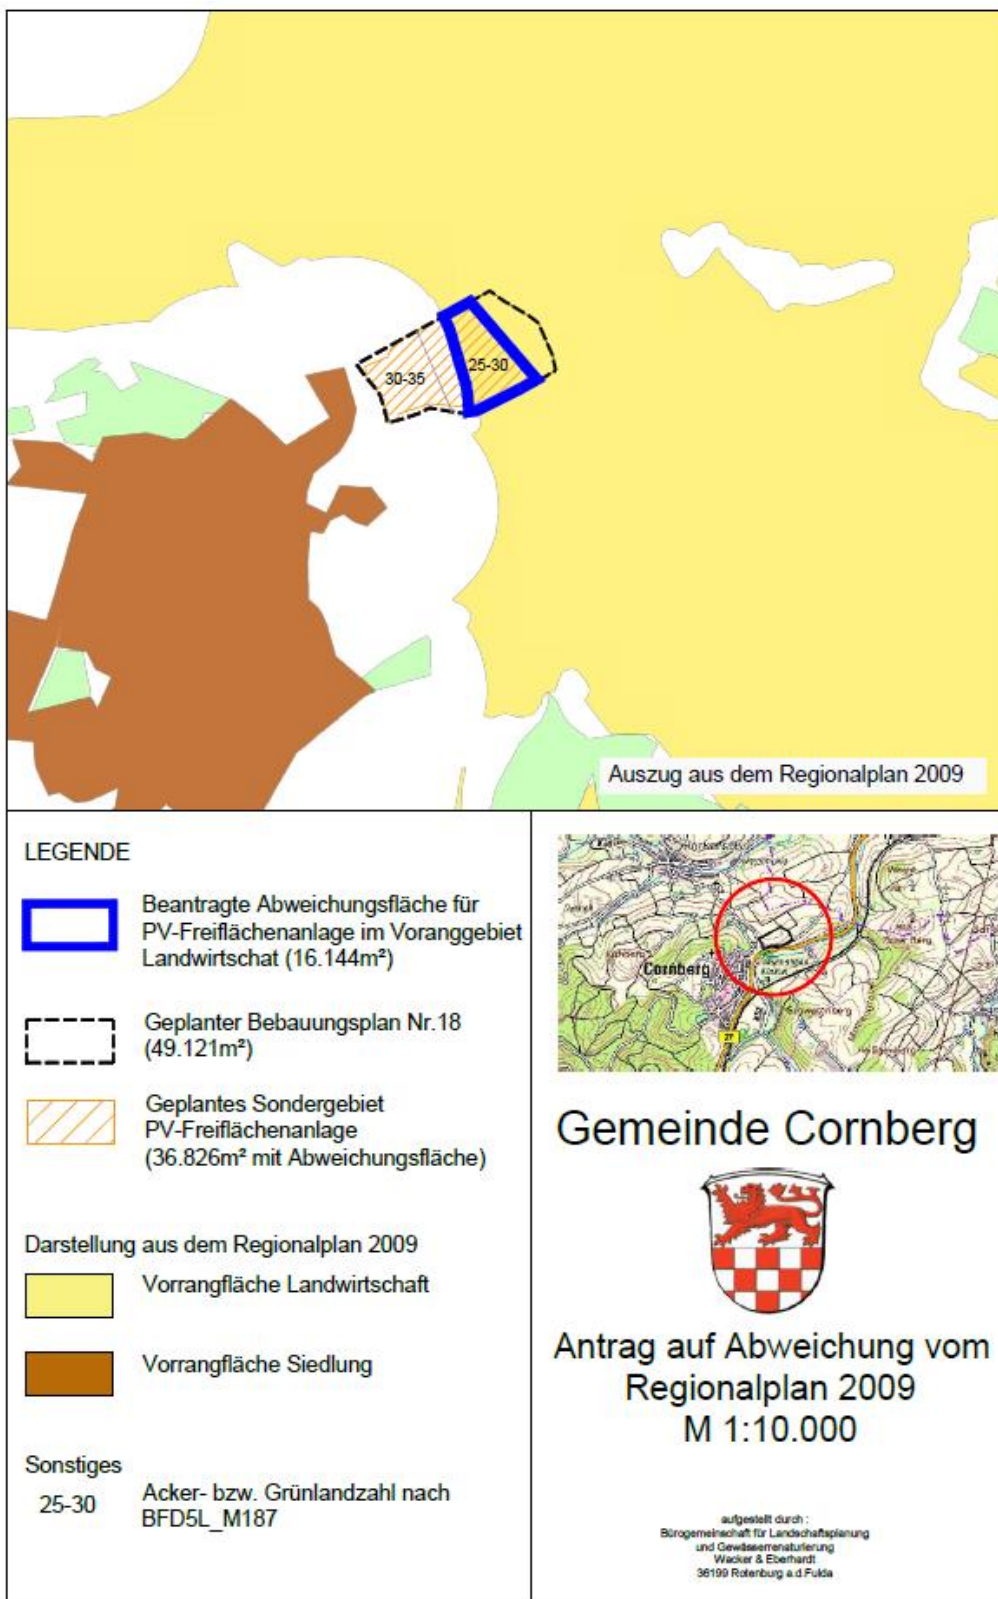 30-35
25-30
Auszug aus dem Regionalplan 2009
LEGENDE
Beantragte Abweichungsfläche für
PV-Freiflächenanlage im Voranggebiet
Landwirtschat (16.144m²)
Geplanter Bebauungsplan Nr.18
(49.121m²)
Geplantes Sondergebiet
PV-Freiflächenanlage
(36.826m² mit Abweichungsfläche)
Darstellung aus dem Regionalplan 2009
Vorrangfläche Landwirtschaft
Vorrangfläche Siedlung
Sonstiges
25-30
Acker- bzw. Grünlandzahl nach
BFD5L_M187
Cornberg
27
Gemeinde Cornberg
Antrag auf Abweichung vom
Regionalplan 2009
M 1:10.000
aufgestellt durch :
Bürogemeinschaft für Landschaftsplanung
und Gewässerrenaturierung
Wacker & Eberhardt
36199 Rotenburg a.d.Fulda